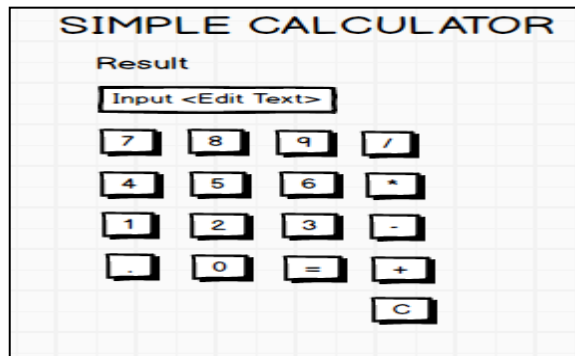 SIMPLE CALCULATOR
Result
Input <Edit Text>
7 8 9 /
4 5 6 *
1 2 3 -
. 0 = +
C